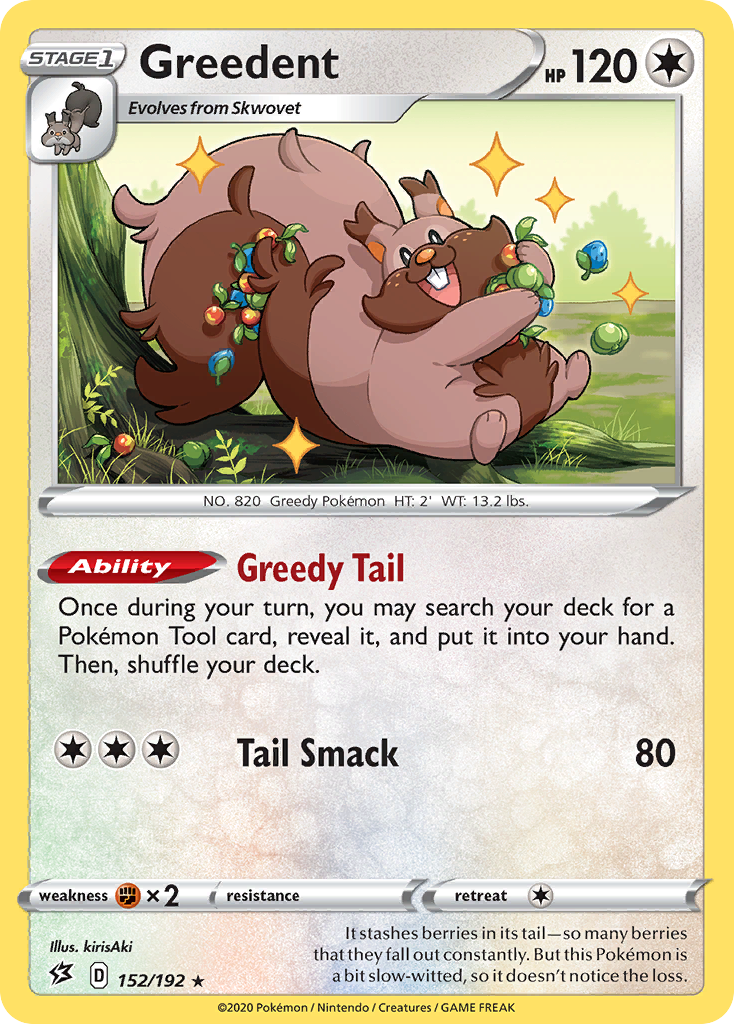 STAGE1
Greedent
HP 120
Evolves from Skwovet
NO. 820 Greedy Pokémon HT: 2' WT: 13.2 lbs.
Ability Greedy Tail
Once during your turn, you may search your deck for a
Pokémon Tool card, reveal it, and put it into your hand.
Then, shuffle your deck.
Tail Smack 80
weakness ×2 resistance retreat
It stashes berries in its tail—so many berries
that they fall out constantly. But this Pokémon is
a bit slow-witted, so it doesn't notice the loss.
Illus. kirisAki
D 152/192 ★
©2020 Pokémon / Nintendo / Creatures / GAME FREAK